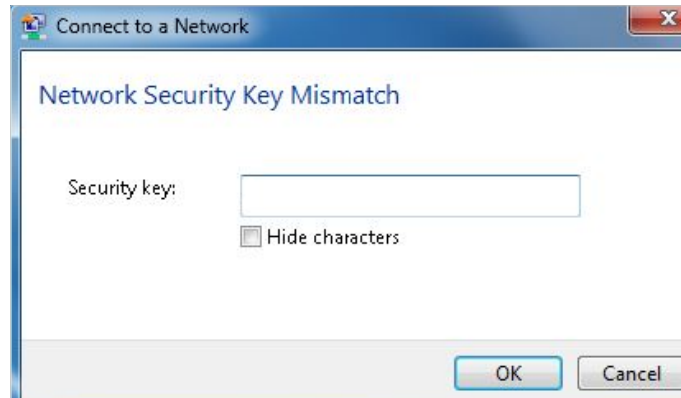 Connect to a Network
Network Security Key Mismatch
Security key:
Hide characters
OK Cancel